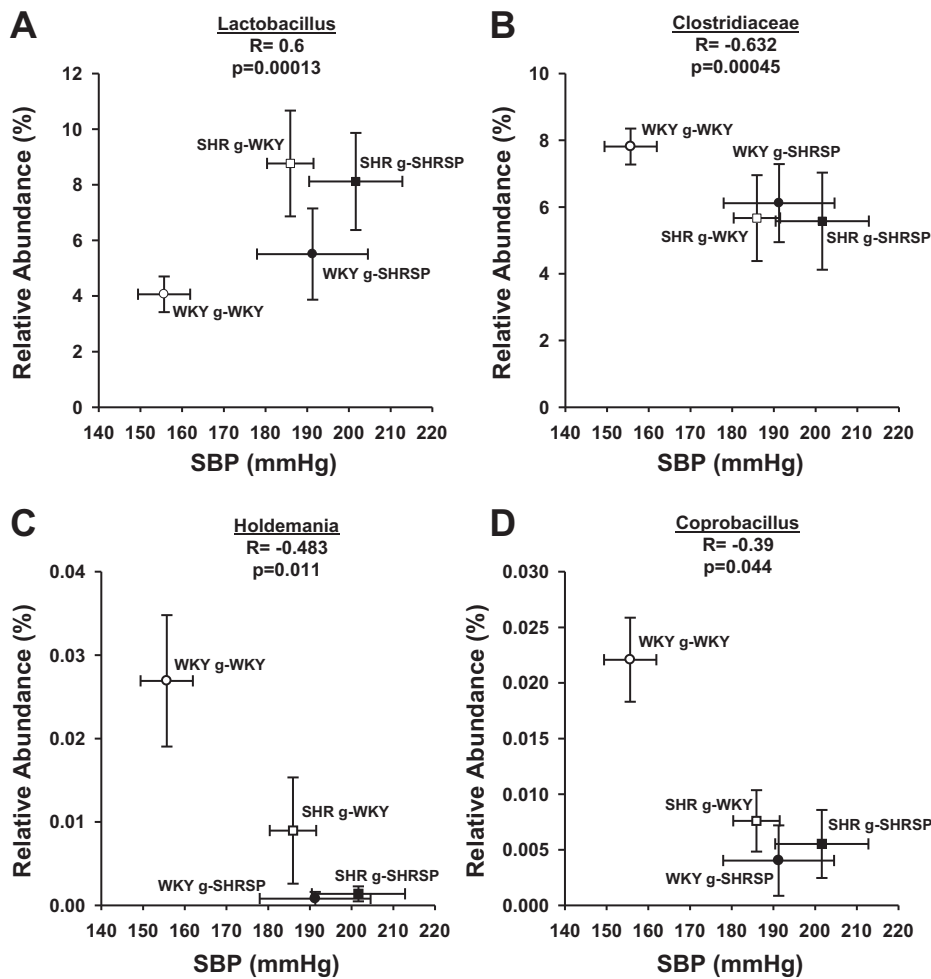 A
Lactobacillus
R= 0.6
p=0.00013
12
10
8
6
4
2
0
Relative Abundance (%)
SHR g-WKY
SHR g-SHRSP
WKY g-SHRSP
WKY g-WKY
140 150 160 170 180 190 200 210 220
SBP (mmHg)
B
Clostridiaceae
R= -0.632
p=0.00045
10
8
6
4
2
0
Relative Abundance (%)
WKY g-WKY
WKY g-SHRSP
SHR g-WKY
SHR g-SHRSP
140 150 160 170 180 190 200 210 220
SBP (mmHg)
C
Holdemania
R= -0.483
p=0.011
0.04
0.03
0.02
0.01
0.00
Relative Abundance (%)
WKY g-WKY
SHR g-WKY
WKY g-SHRSP
SHR g-SHRSP
140 150 160 170 180 190 200 210 220
SBP (mmHg)
D
Coprobacillus
R= -0.39
p=0.044
0.030
0.025
0.020
0.015
0.010
0.005
0.000
Relative Abundance (%)
WKY g-WKY
SHR g-WKY
SHR g-SHRSP
WKY g-SHRSP
140 150 160 170 180 190 200 210 220
SBP (mmHg)